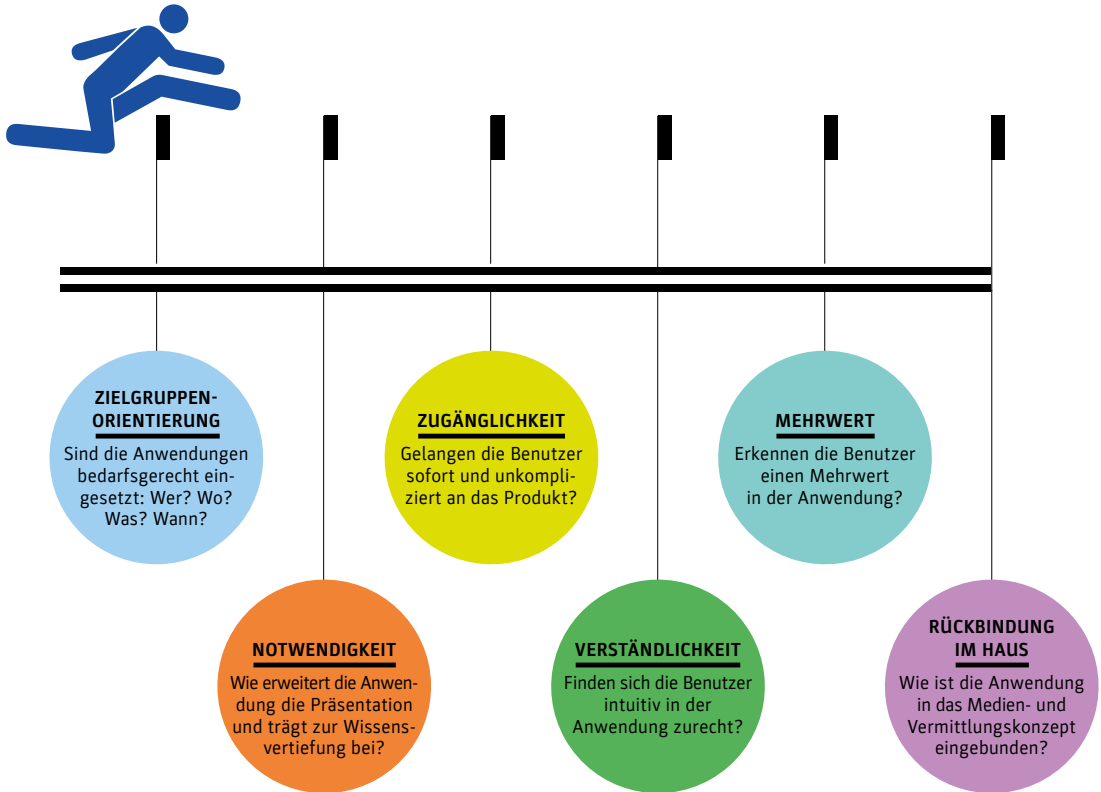 ZIELGRUPPEN-
ORIENTIERUNG
Sind die Anwendungen
bedarfsgerecht ein-
gesetzt: Wer? Wo?
Was? Wann?
NOTWENDIGKEIT
Wie erweitert die Anwen-
dung die Präsentation
und trägt zur Wissens-
vertiefung bei?
ZUGÄNGLICHKEIT
Gelangen die Benutzer
sofort und unkompli-
ziert an das Produkt?
VERSTÄNDLICHKEIT
Finden sich die Benutzer
intuitiv in der
Anwendung zurecht?
MEHRWERT
Erkennen die Benutzer
einen Mehrwert
in der Anwendung?
RÜCKBINDUNG
IM HAUS
Wie ist die Anwendung
in das Medien- und
Vermittlungskonzept
eingebunden?